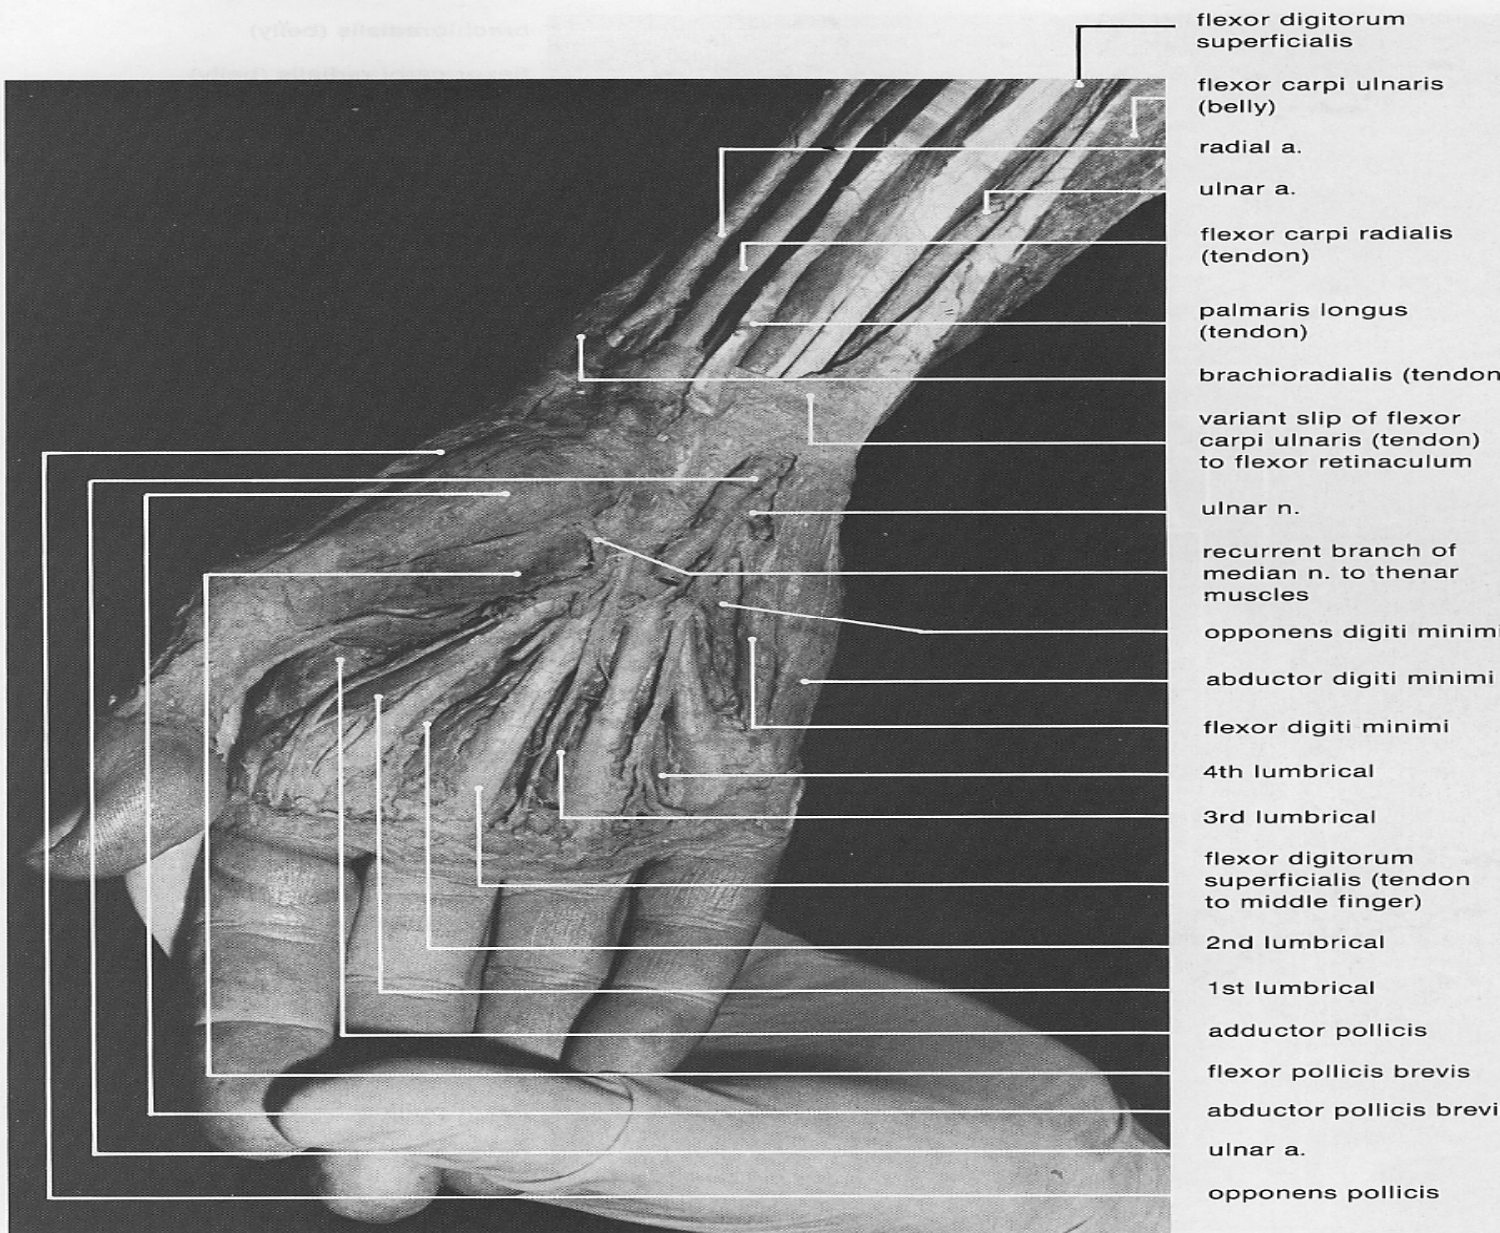 flexor digitorum
superficialis
flexor carpi ulnaris
(belly)
radial a.
ulnar a.
flexor carpi radialis
(tendon)
palmaris longus
(tendon)
brachioradialis (tendon
variant slip of flexor
carpi ulnaris (tendon)
to flexor retinaculum
ulnar n.
recurrent branch of
median n. to thenar
muscles
opponens digiti minimi
abductor digiti minimi
flexor digiti minimi
4th lumbrical
3rd lumbrical
flexor digitorum
superficialis (tendon
to middle finger)
2nd lumbrical
1st lumbrical
adductor pollicis
flexor pollicis brevis
abductor pollicis brevi
ulnar a.
opponens pollicis